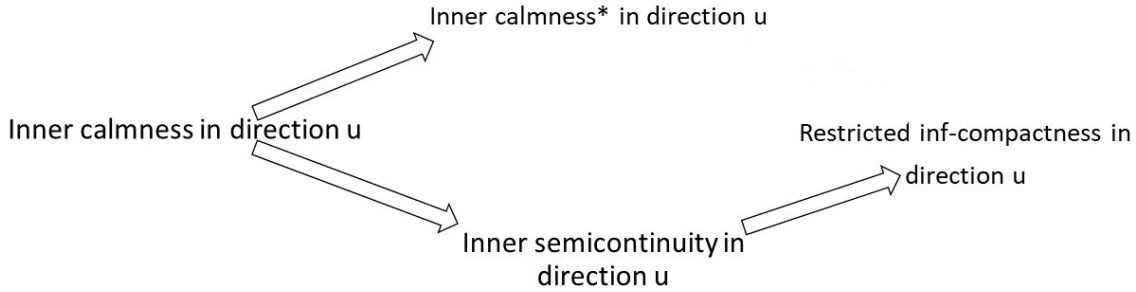 Inner calmness* in direction u
Inner calmness in direction u
Restricted inf-compactness in
direction u
Inner semicontinuity in
direction u